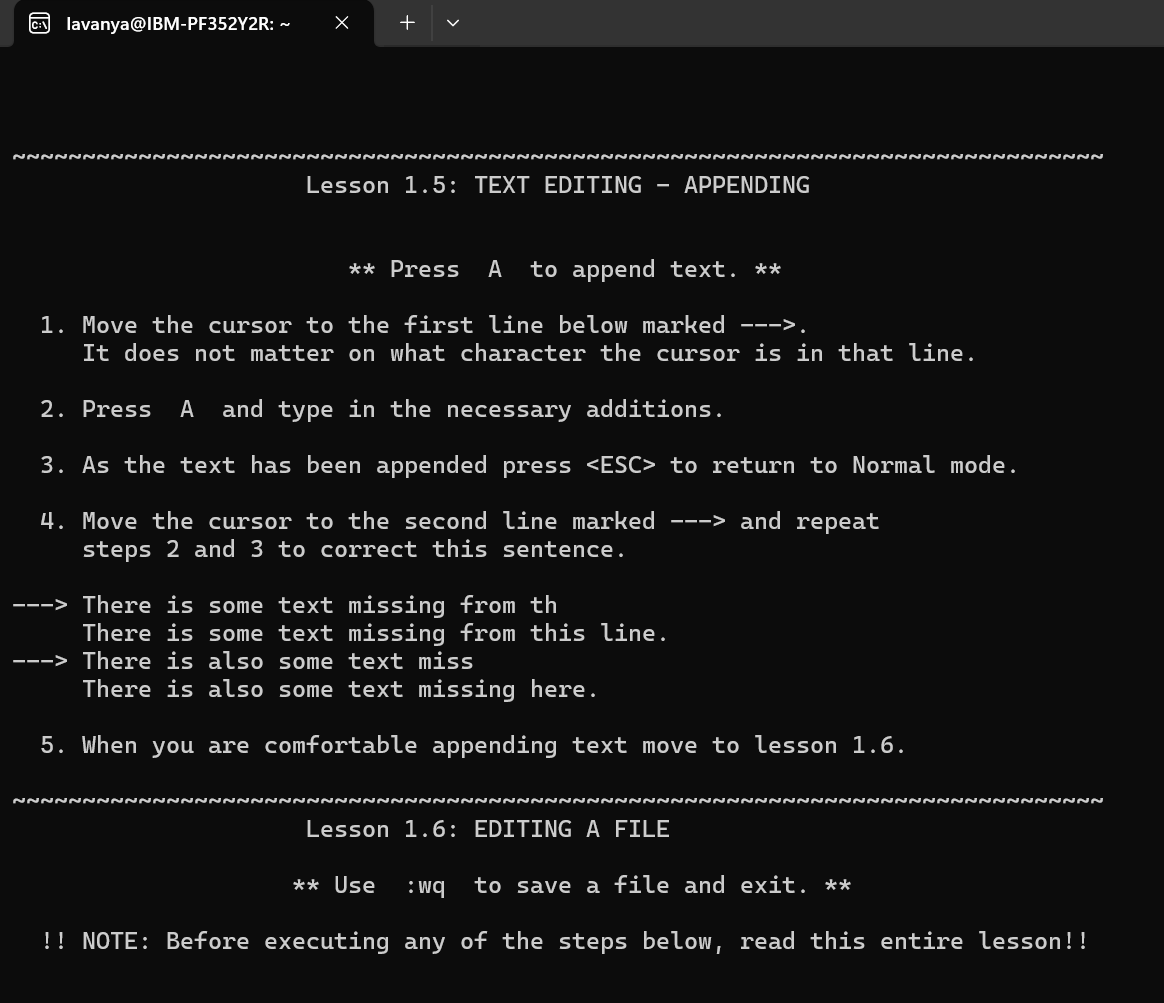 lavanya@IBM-PF352Y2R: ~
~~~~~~~~~~~~~~~~~~~~~~~~~~~~~~~~~~~~~~~~~~~~~~~~~~~~~~~~~~~~~~~~~~~~~~~~~~~~~~
Lesson 1.5: TEXT EDITING - APPENDING
** Press  A  to append text. **
1. Move the cursor to the first line below marked --->.
It does not matter on what character the cursor is in that line.
2. Press  A  and type in the necessary additions.
3. As the text has been appended press <ESC> to return to Normal mode.
4. Move the cursor to the second line marked ---> and repeat
steps 2 and 3 to correct this sentence.
---> There is some text missing from th
There is some text missing from this line.
---> There is also some text miss
There is also some text missing here.
5. When you are comfortable appending text move to lesson 1.6.
~~~~~~~~~~~~~~~~~~~~~~~~~~~~~~~~~~~~~~~~~~~~~~~~~~~~~~~~~~~~~~~~~~~~~~~~~~~~~~
Lesson 1.6: EDITING A FILE
** Use  :wq  to save a file and exit. **
!! NOTE: Before executing any of the steps below, read this entire lesson!!